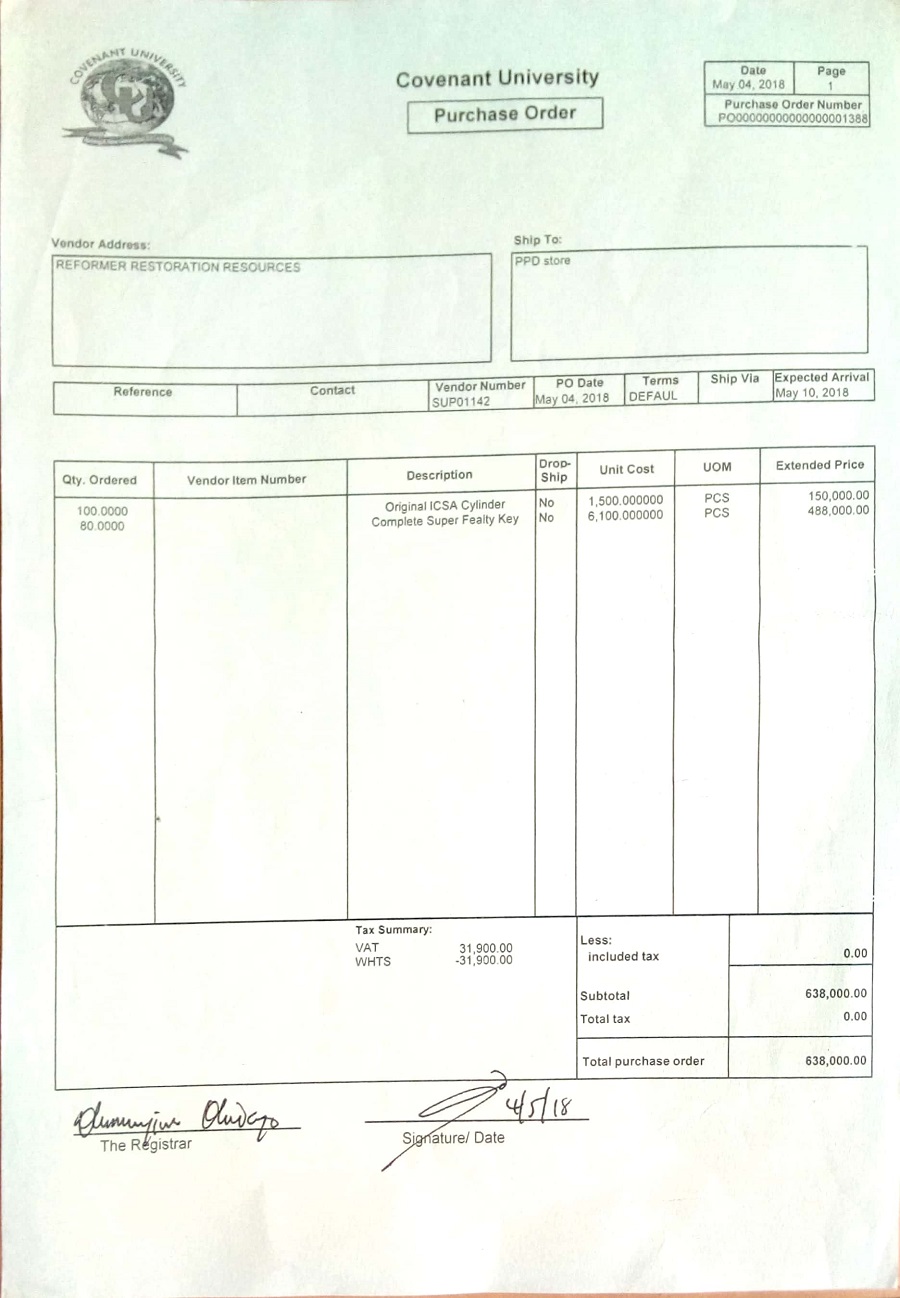 COVENANT UNIVERSITY
Covenant University
Purchase Order
Date
May 04, 2018
Page
1
Purchase Order Number
PO00000000000000001388
Vendor Address:
REFORMER RESTORATION RESOURCES
Ship To:
PPD store
Reference Contact Vendor Number PO Date Terms Ship Via Expected Arrival
SUP01142 May 04, 2018 DEFAUL May 10, 2018
Qty. Ordered Vendor Item Number Description Drop-Ship Unit Cost UOM Extended Price
100.0000 Original ICSA Cylinder No 1,500.000000 PCS 150,000.00
80.0000 Complete Super Fealty Key No 6,100.000000 PCS 488,000.00
Tax Summary:
VAT 31,900.00
WHTS -31,900.00
Less:
included tax 0.00
Subtotal 638,000.00
Total tax 0.00
Total purchase order 638,000.00
4/5/18
The Registrar
Signature/ Date